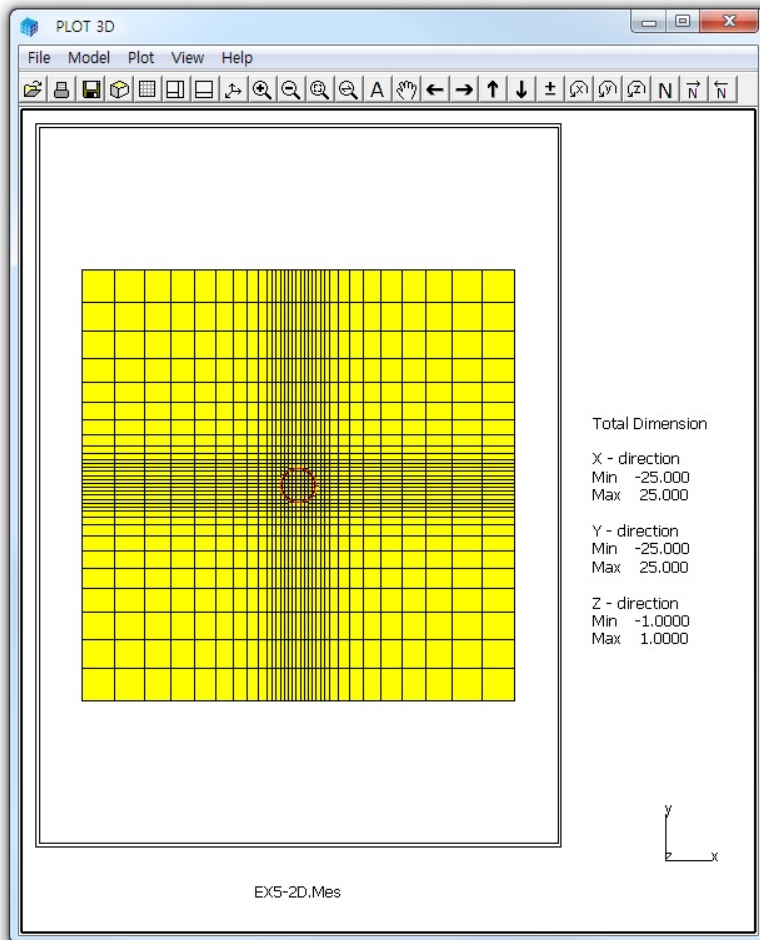 PLOT 3D
File Model Plot View Help
A ± x y z N N N
Total Dimension
X - direction
Min -25.000
Max 25.000
Y - direction
Min -25.000
Max 25.000
Z - direction
Min -1.0000
Max 1.0000
y
z x
EX5-2D.Mes